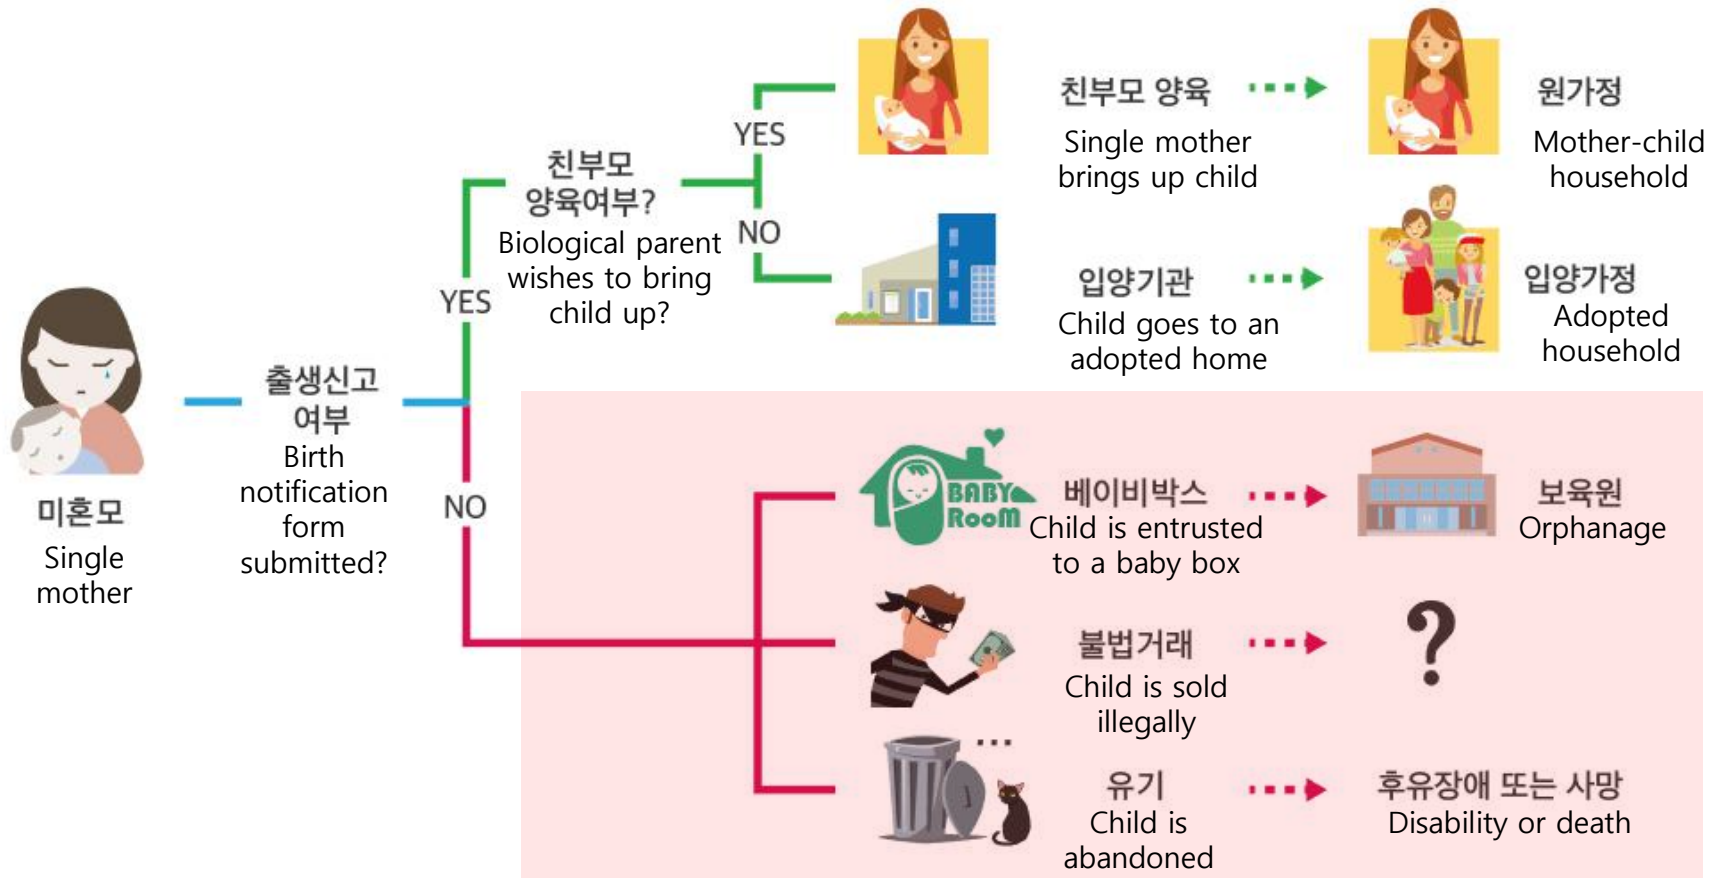 미혼모
Single
mother
출생신고
여부
Birth
notification
form
submitted?
YES
NO
친부모
양육여부?
Biological parent
wishes to bring
child up?
YES
NO
친부모 양육
Single mother
brings up child
원가정
Mother-child
household
입양기관
Child goes to an
adopted home
입양가정
Adopted
household
BABY
RooM
베이비박스
Child is entrusted
to a baby box
보육원
Orphanage
불법거래
Child is sold
illegally
?
...
유기
Child is
abandoned
후유장애 또는 사망
Disability or death